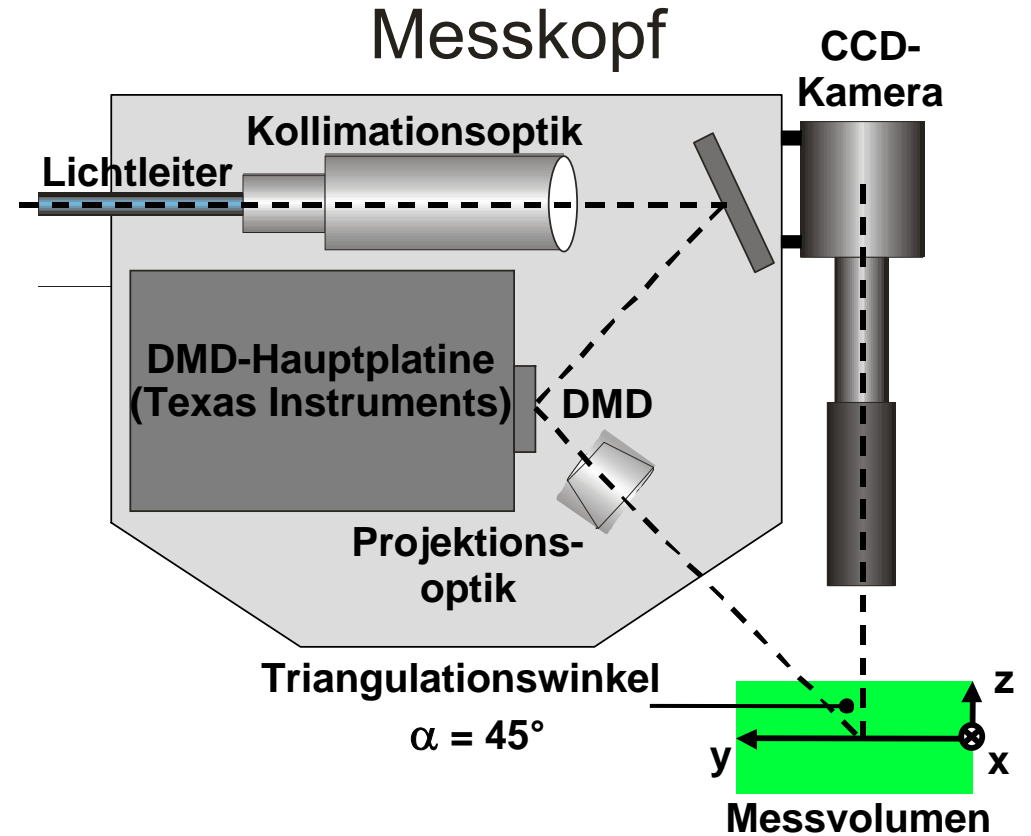 Messkopf
CCD-
Kamera
Kollimationsoptik
Lichtleiter
DMD-Hauptplatine
(Texas Instruments)
DMD
Projektions-
optik
Triangulationswinkel
α = 45°
z
y
x
Messvolumen